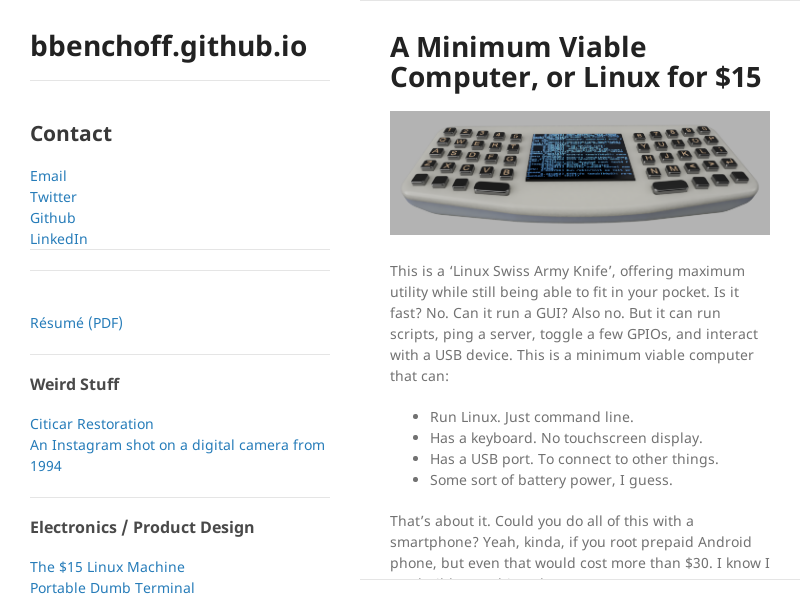 bbenchoff.github.io
Contact
Email
Twitter
Github
LinkedIn
Résumé (PDF)
Weird Stuff
Citicar Restoration
An Instagram shot on a digital camera from
1994
Electronics / Product Design
The $15 Linux Machine
Portable Dumb Terminal
A Minimum Viable
Computer, or Linux for $15
This is a ‘Linux Swiss Army Knife’, offering maximum
utility while still being able to fit in your pocket. Is it
fast? No. Can it run a GUI? Also no. But it can run
scripts, ping a server, toggle a few GPIOs, and interact
with a USB device. This is a minimum viable computer
that can:
Run Linux. Just command line.
Has a keyboard. No touchscreen display.
Has a USB port. To connect to other things.
Some sort of battery power, I guess.
That’s about it. Could you do all of this with a
smartphone? Yeah, kinda, if you root prepaid Android
phone, but even that would cost more than $30. I know I